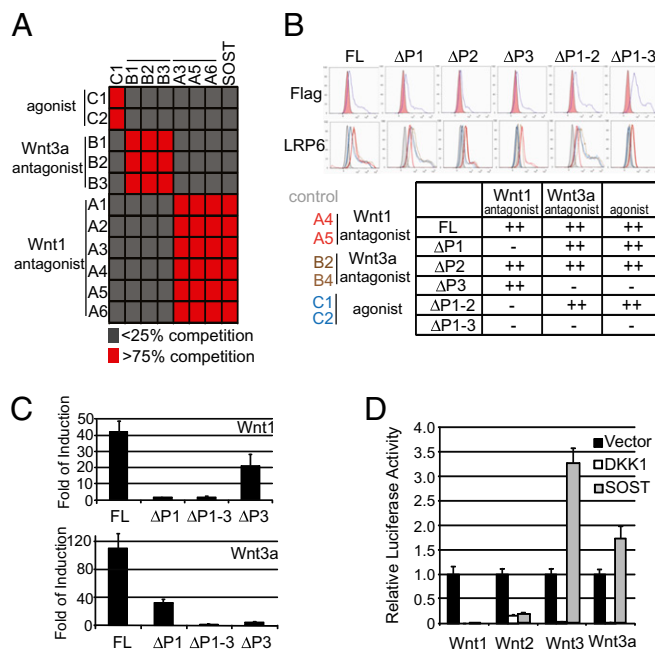 A
C1 B1 B2 B3 A3 A5 A6 SOST
agonist
C1
C2
Wnt3a
antagonist
B1
B2
B3
Wnt1
antagonist
A1
A2
A3
A4
A5
A6
<25% competition
>75% competition
B
FL ΔP1 ΔP2 ΔP3 ΔP1-2 ΔP1-3
Flag
LRP6
control
A4
A5
Wnt1
antagonist
B2
B4
Wnt3a
antagonist
C1
C2
agonist
Wnt1 antagonist Wnt3a antagonist agonist
FL ++ ++ ++
ΔP1 - ++ ++
ΔP2 ++ ++ ++
ΔP3 ++ - -
ΔP1-2 - ++ ++
ΔP1-3 - - -
C
Fold of Induction
50
40
30
20
10
0
Wnt1
FL ΔP1 ΔP1-3 ΔP3
Fold of Induction
120
80
40
0
Wnt3a
FL ΔP1 ΔP1-3 ΔP3
D
Relative Luciferase Activity
4.0
3.5
3.0
2.5
2.0
1.5
1.0
0.5
0
Vector
DKK1
SOST
Wnt1 Wnt2 Wnt3 Wnt3a